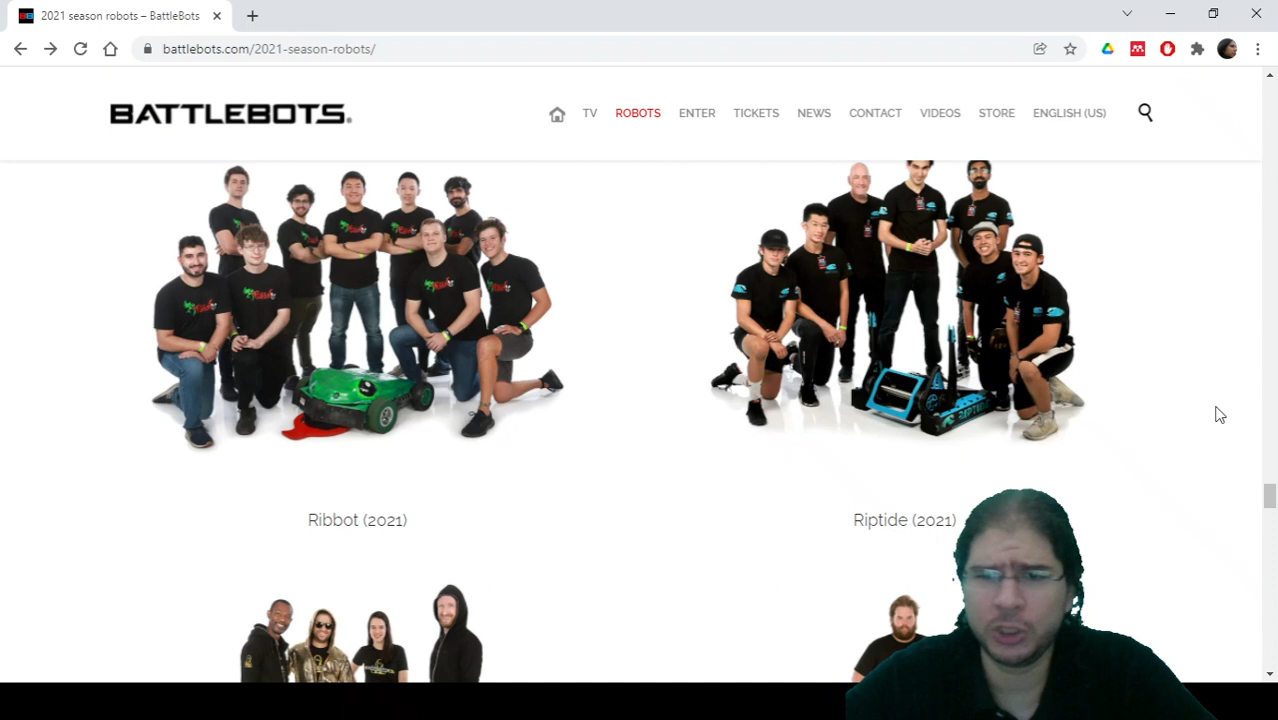 2021 season robots – BattleBots
battlebots.com/2021-season-robots/
BATTLEBOTS®
TV ROBOTS ENTER TICKETS NEWS CONTACT VIDEOS STORE ENGLISH (US)
RIPTIDE
Ribbot (2021) Riptide (2021)